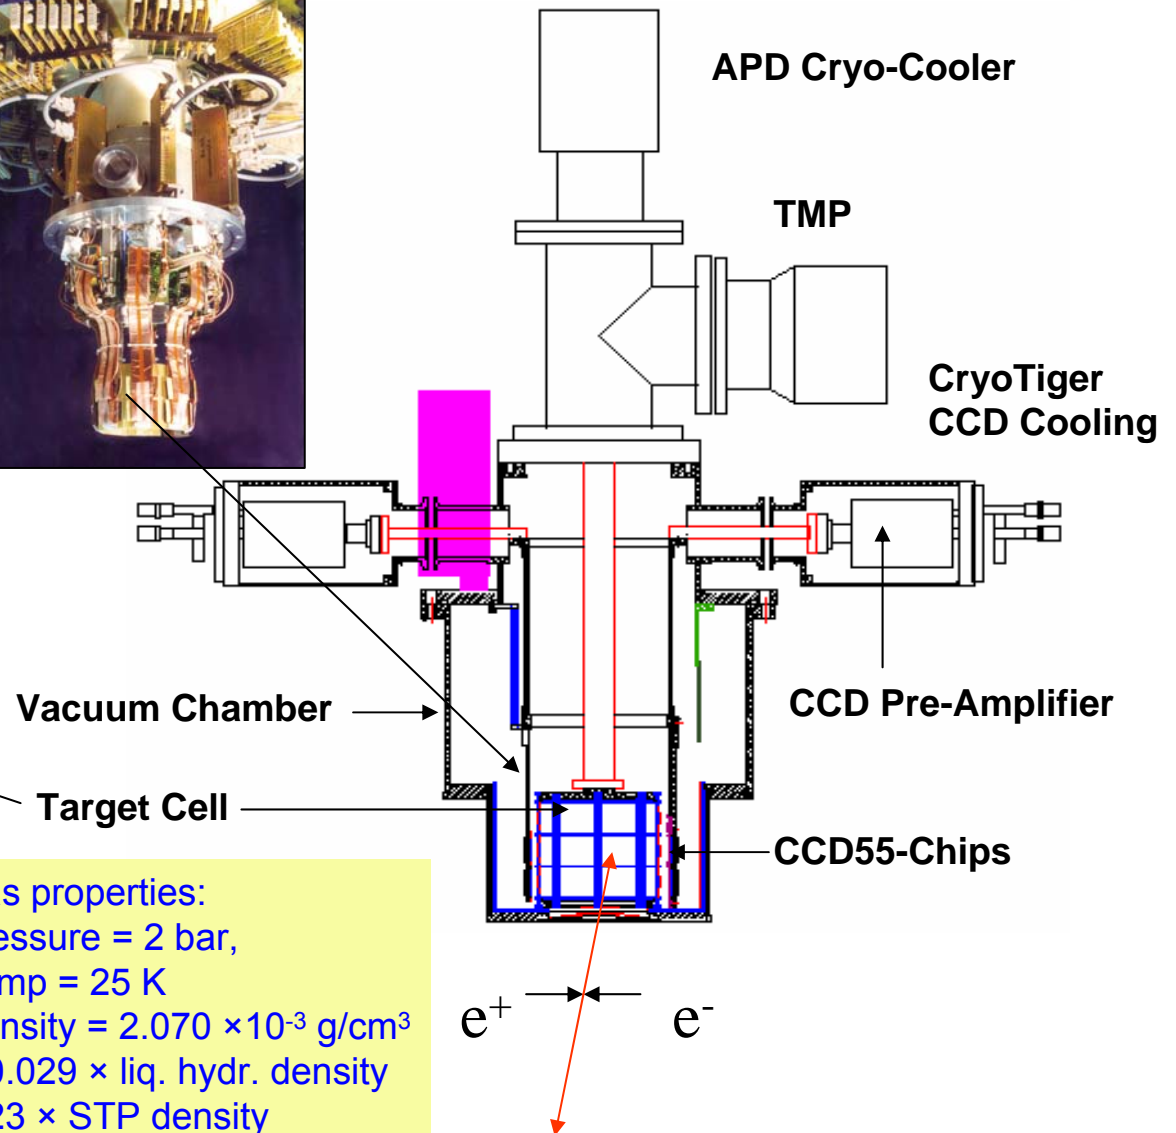 APD Cryo-Cooler
TMP
CryoTiger
CCD Cooling
Vacuum Chamber
CCD Pre-Amplifier
Target Cell
CCD55-Chips
s properties:
essure = 2 bar,
mp = 25 K
nsity = 2.070 ×10⁻³ g/cm³
0.029 × liq. hydr. density
23 × STP density
e⁺ e⁻